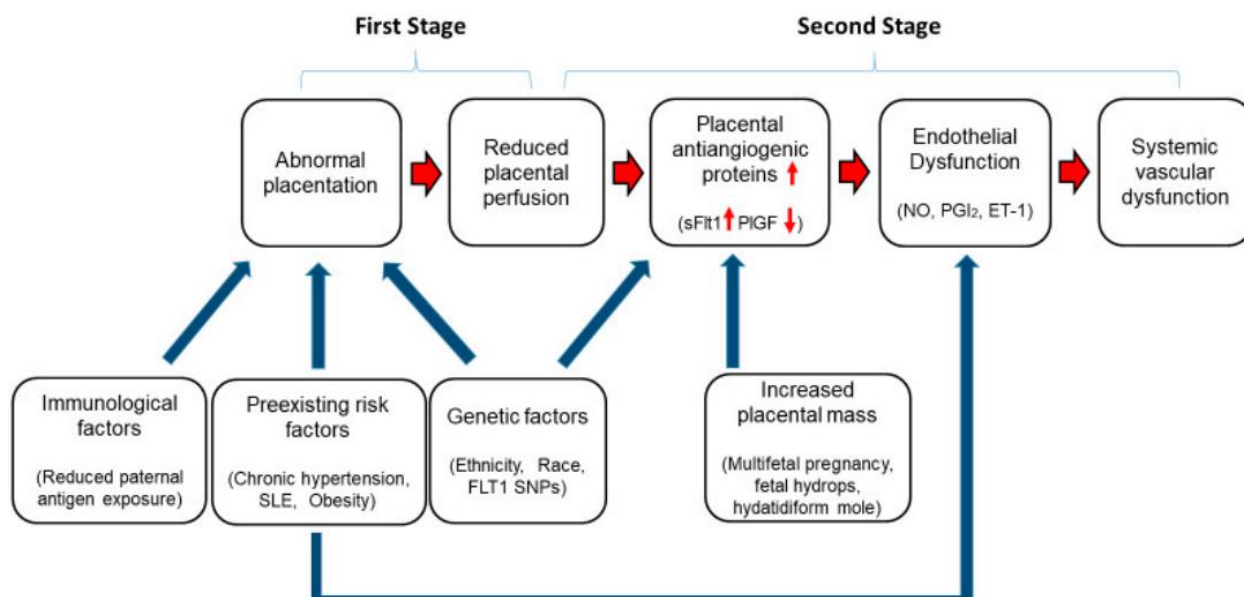 First Stage
Second Stage
Abnormal
placentation
Reduced
placental
perfusion
Placental
antiangiogenic
proteins ↑
(sFlt1↑ PlGF ↓)
Endothelial
Dysfunction
(NO, PGI₂, ET-1)
Systemic
vascular
dysfunction
Immunological
factors
(Reduced paternal
antigen exposure)
Preexisting risk
factors
(Chronic hypertension,
SLE, Obesity)
Genetic factors
(Ethnicity, Race,
FLT1 SNPs)
Increased
placental mass
(Multifetal pregnancy,
fetal hydrops,
hydatidiform mole)